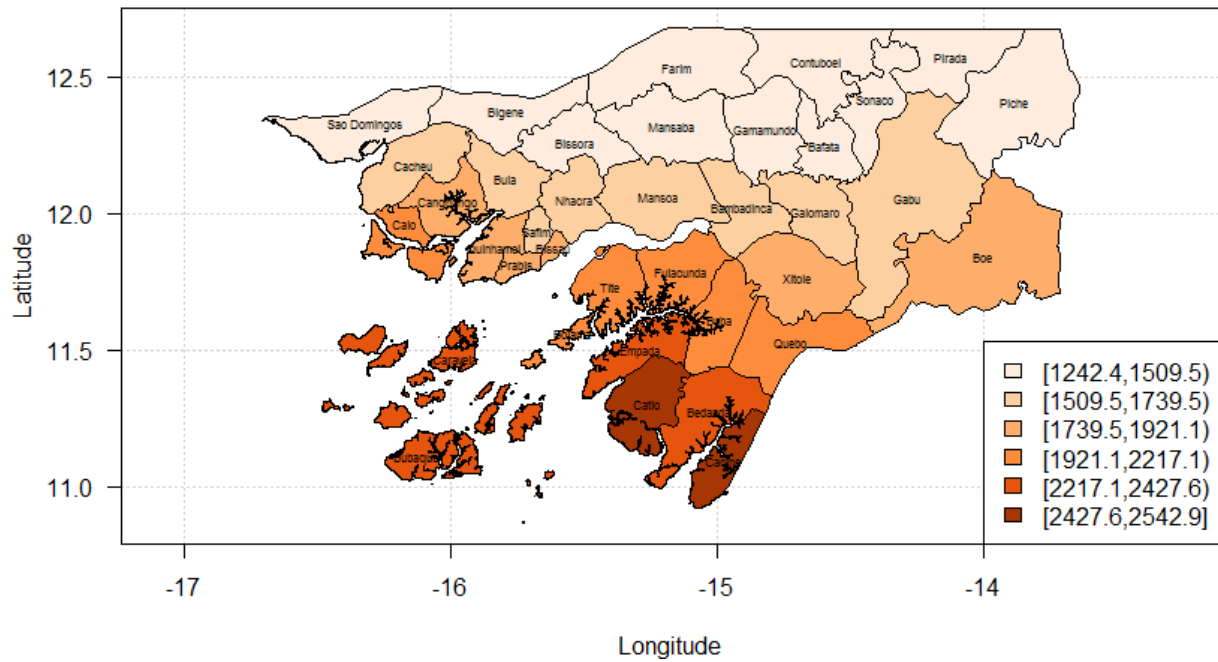 12.5
12.0
11.5
11.0
Latitude
-17
-16
-15
-14
Longitude
Farim
Contuboel
Pirada
Piche
Sonaco
Sao Domingos
Bigene
Mansaba
Gamamundo
Bissora
Bafata
Cacheu
Bula
Nhacra
Mansoa
Bambadinca
Galomaro
Gabu
Caio
Safim
Bissau
Prabis
Boe
Xitole
Fulacunda
Tite
Buba
Quebo
Empada
Caravela
Catio
Bedanda
[1242.4,1509.5)
[1509.5,1739.5)
[1739.5,1921.1)
[1921.1,2217.1)
[2217.1,2427.6)
[2427.6,2542.9]